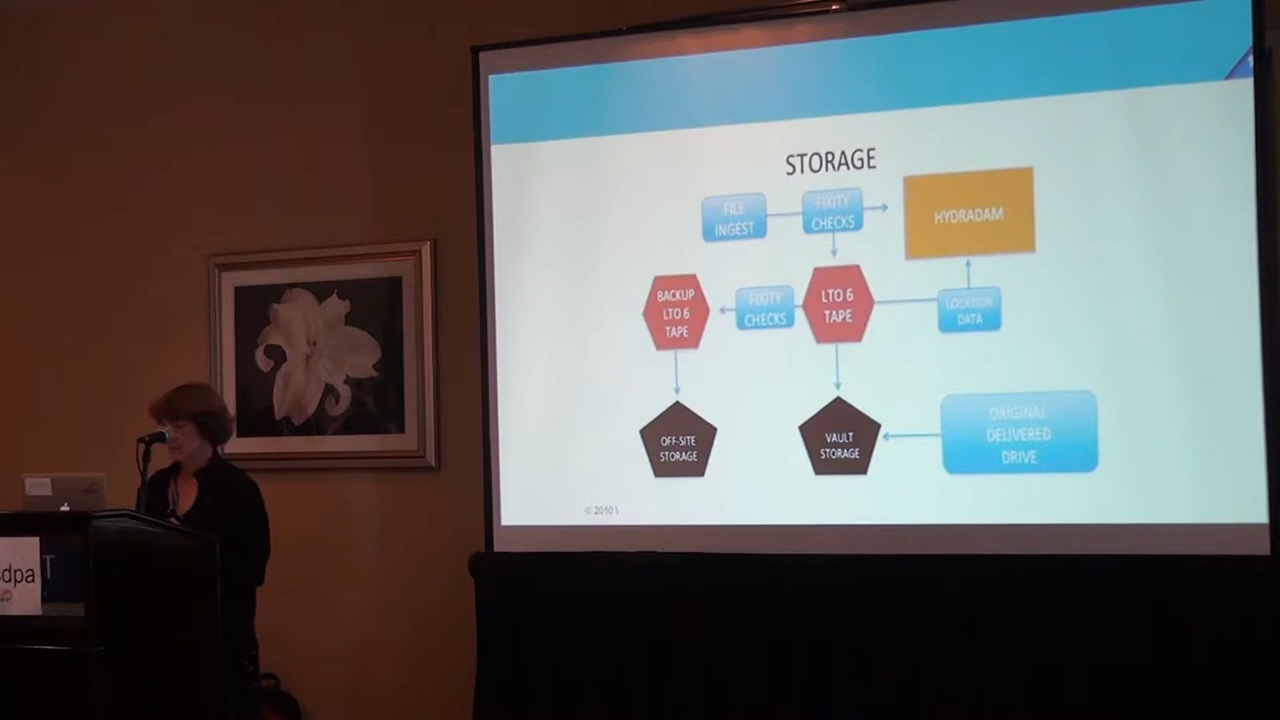 STORAGE
FILE
INGEST
FIXITY
CHECKS
HYDRADAM
BACKUP
LTO 6
TAPE
FIXITY
CHECKS
LTO 6
TAPE
LOCATION
DATA
OFF-SITE
STORAGE
VAULT
STORAGE
ORIGINAL
DELIVERED
DRIVE
© 2010 \
dpa
T